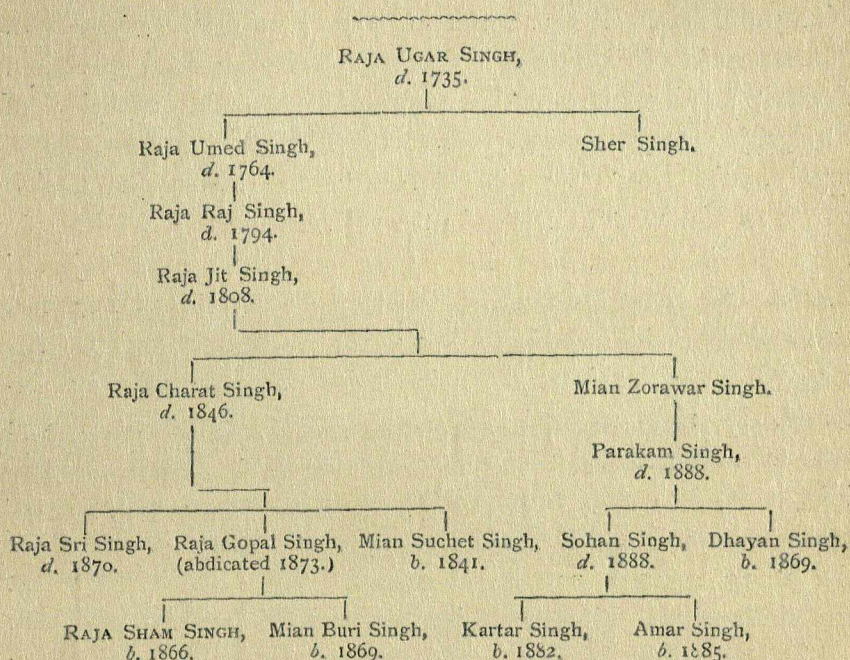 RAJA UGAR SINGH,
d. 1735.
Raja Umed Singh,
d. 1764.
Sher Singh.
Raja Raj Singh,
d. 1794.
Raja Jit Singh,
d. 1808.
Raja Charat Singh,
d. 1846.
Mian Zorawar Singh.
Parakam Singh,
d. 1888.
Raja Sri Singh,
d. 1870.
Raja Gopal Singh,
(abdicated 1873.)
Mian Suchet Singh,
b. 1841.
Sohan Singh,
d. 1888.
Dhayan Singh,
b. 1869.
RAJA SHAM SINGH,
b. 1866.
Mian Buri Singh,
b. 1869.
Kartar Singh,
b. 1882.
Amar Singh,
b. 1885.